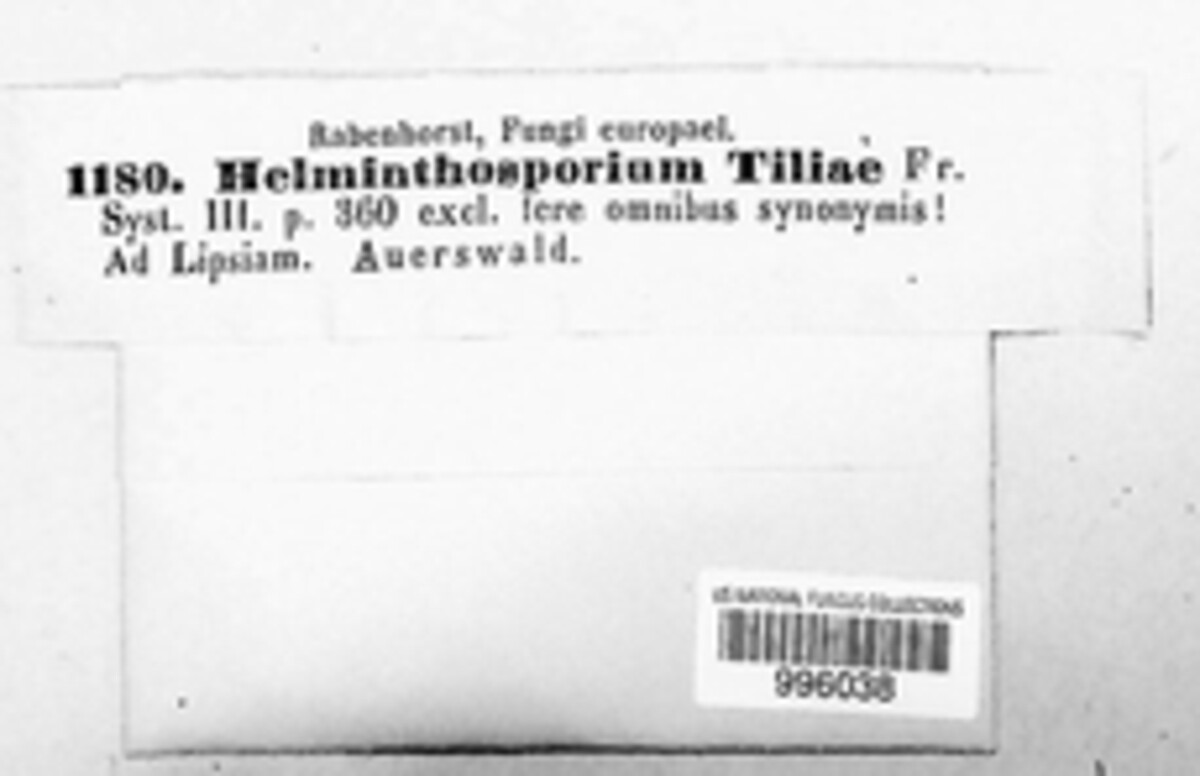 Rabenhorst, Fungi europaei.
1180. Helminthosporium Tiliae Fr.
Syst. III. p. 360 excl. fere omnibus synonymis!
Ad Lipsiam. Auerswald.
US NATIONAL FUNGUS COLLECTIONS
996038